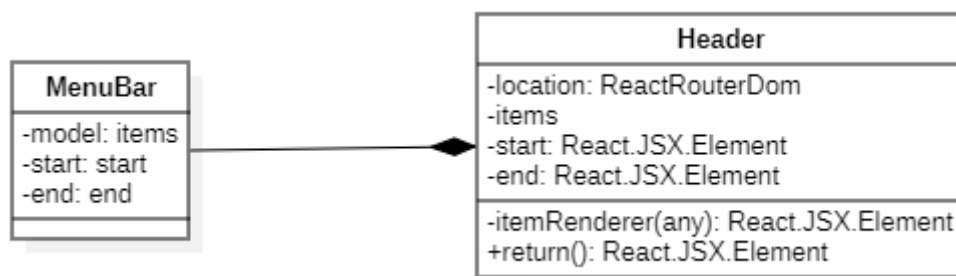 MenuBar
-model: items
-start: start
-end: end
Header
-location: ReactRouterDom
-items
-start: React.JSX.Element
-end: React.JSX.Element
-itemRenderer(any): React.JSX.Element
+return(): React.JSX.Element